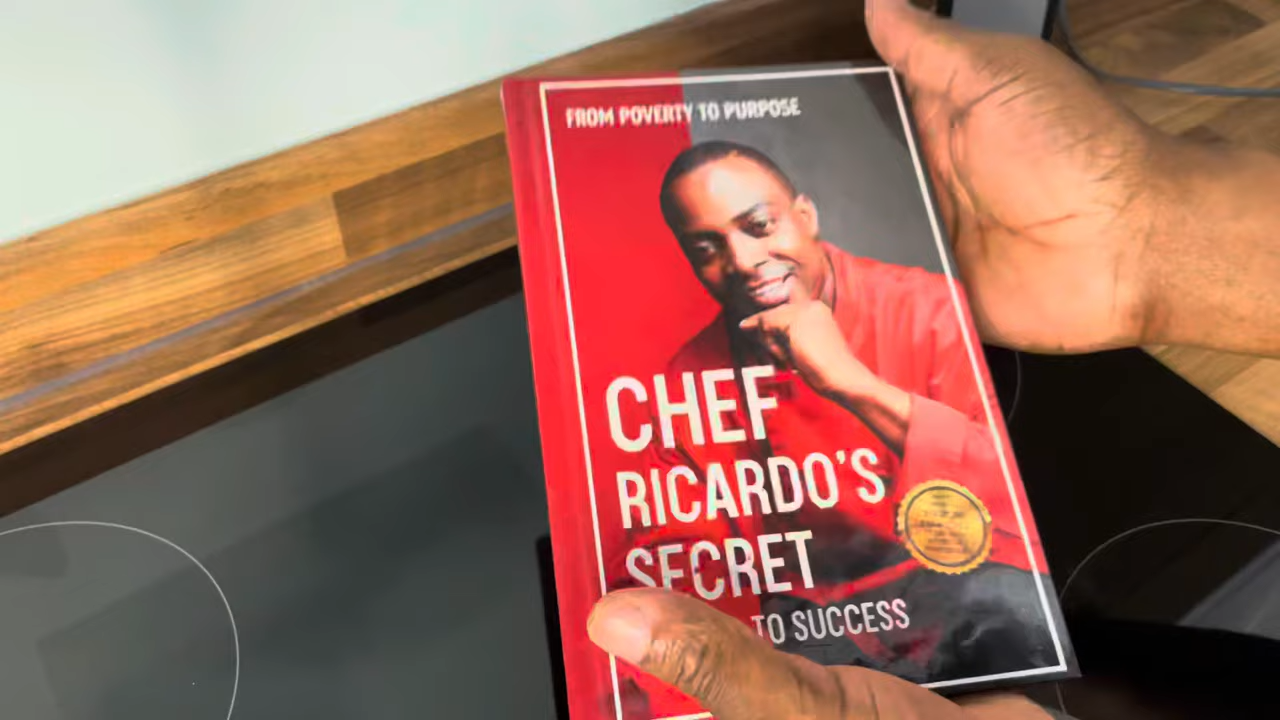 FROM POVERTY TO PURPOSE
CHEF
RICARDO'S
SECRET
TO SUCCESS